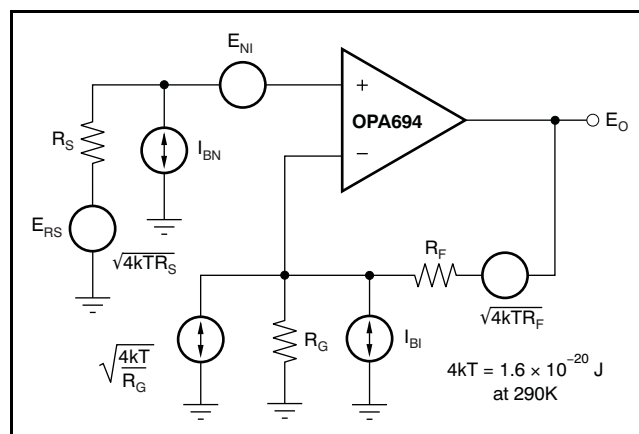 E_NI
+
OPA694
E_O
−
R_S
I_BN
E_RS
√4kTR_S
R_F
√4kTR_F
√4kT/R_G
R_G
I_BI
4kT = 1.6 × 10^−20 J
at 290K